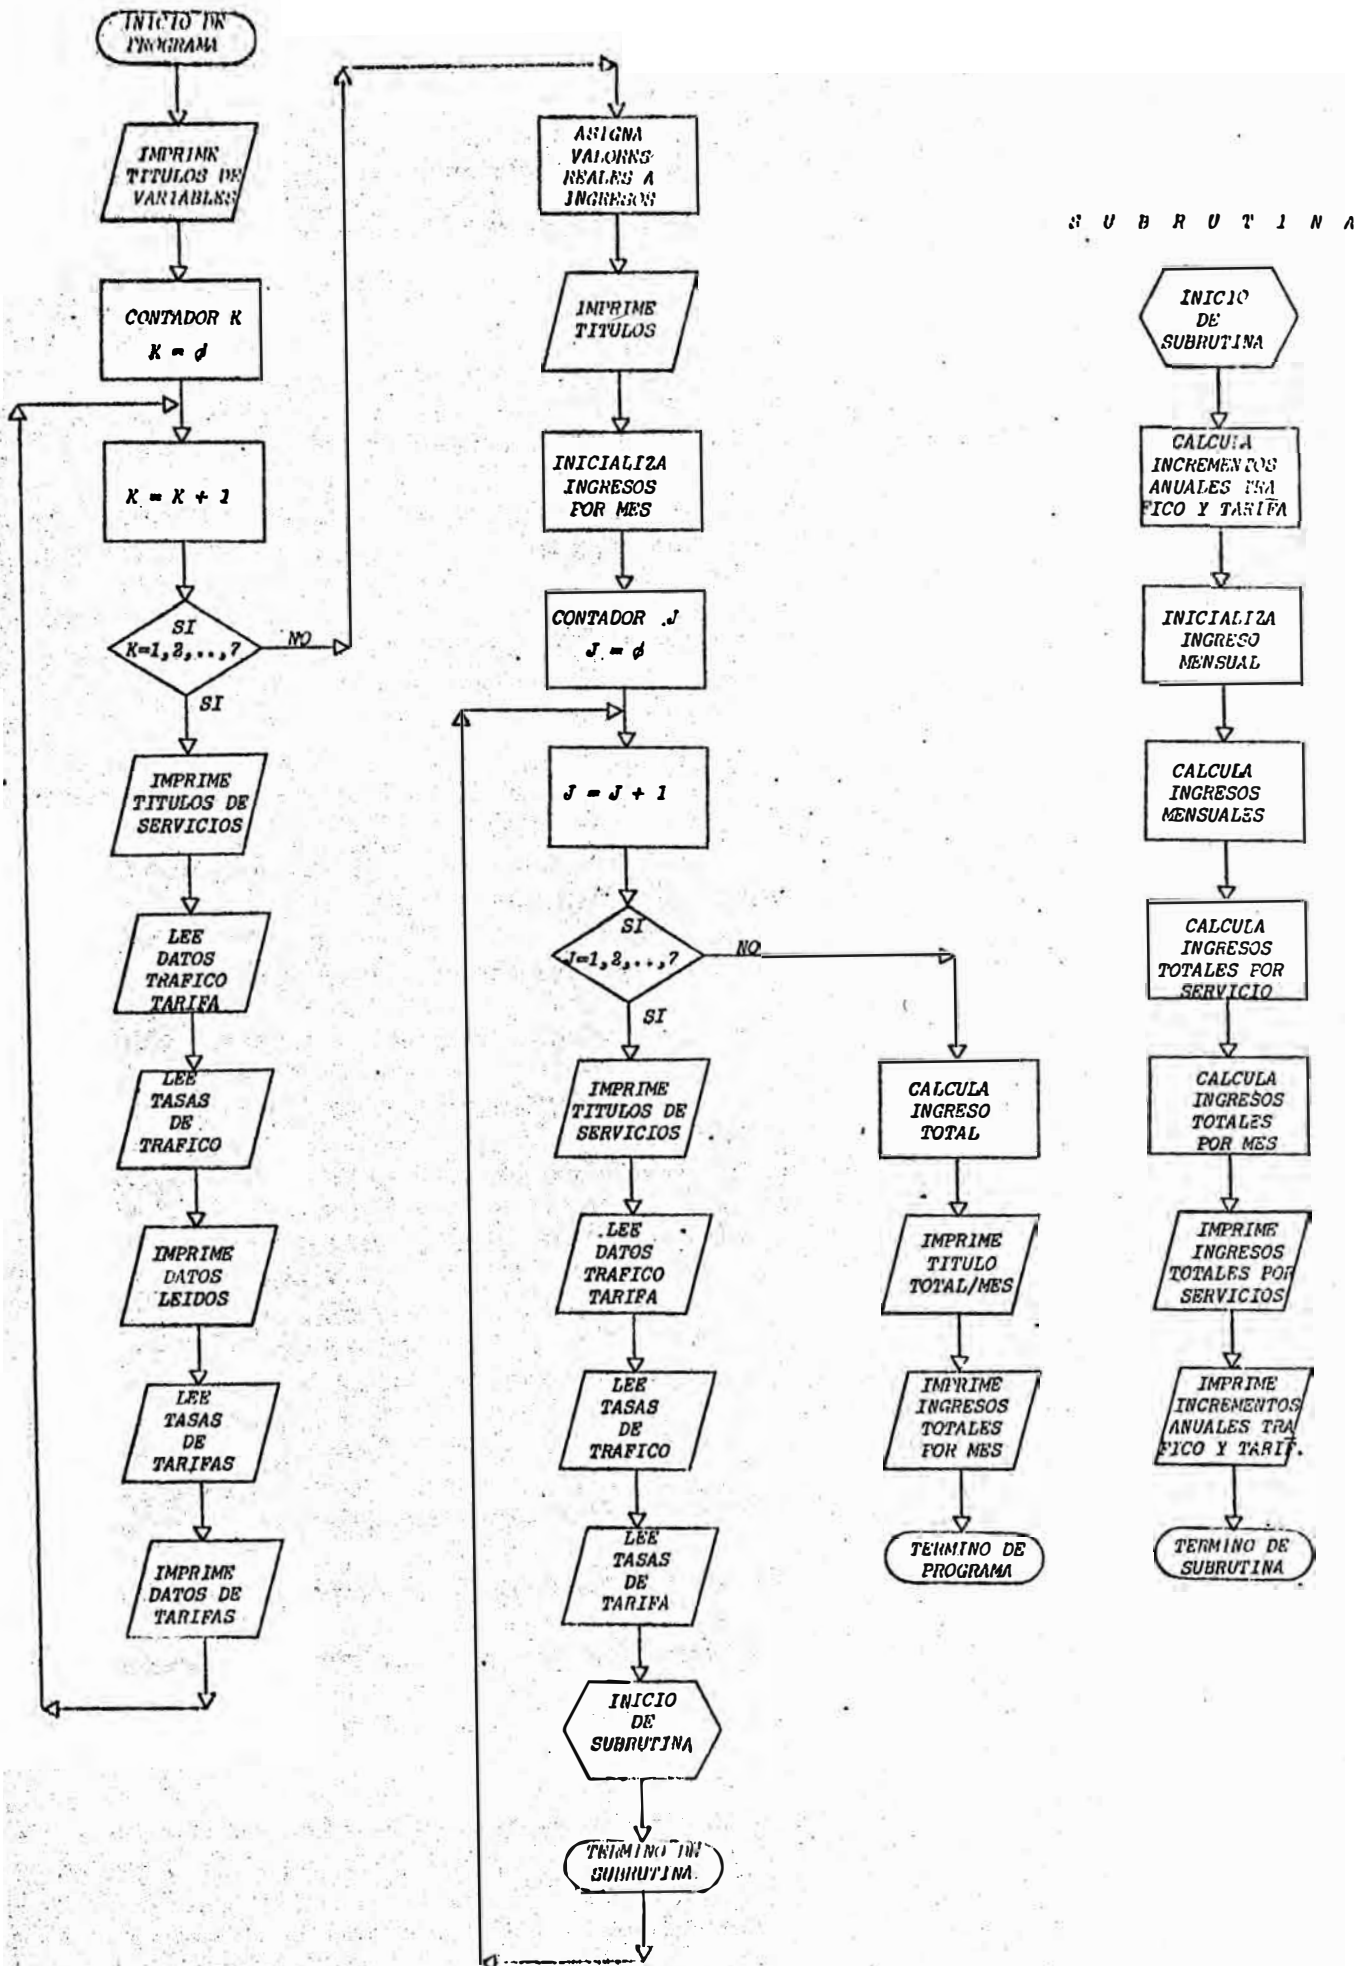 INICIO DE
PROGRAMA
IMPRIME
TITULOS DE
VARIABLES
CONTADOR K
K = ø
K = K + 1
SI
K=1,2,..,7
NO
SI
IMPRIME
TITULOS DE
SERVICIOS
LEE
DATOS
TRAFICO
TARIFA
LEE
TASAS
DE
TRAFICO
IMPRIME
DATOS
LEIDOS
LEE
TASAS
DE
TARIFAS
IMPRIME
DATOS DE
TARIFAS
ASIGNA
VALORES
REALES A
INGRESOS
IMPRIME
TITULOS
INICIALIZA
INGRESOS
POR MES
CONTADOR J
J = ø
J = J + 1
SI
J=1,2,..,7
NO
SI
IMPRIME
TITULOS DE
SERVICIOS
LEE
DATOS
TRAFICO
TARIFA
LEE
TASAS
DE
TRAFICO
LEE
TASAS
DE
TARIFA
INICIO
DE
SUBRUTINA
TERMINO DE
SUBRUTINA
CALCULA
INGRESO
TOTAL
IMPRIME
TITULO
TOTAL/MES
IMPRIME
INGRESOS
TOTALES
POR MES
TERMINO DE
PROGRAMA
S U B R U T I N A
INICIO
DE
SUBRUTINA
CALCULA
INCREMENTOS
ANUALES TRA
FICO Y TARIFA
INICIALIZA
INGRESO
MENSUAL
CALCULA
INGRESOS
MENSUALES
CALCULA
INGRESOS
TOTALES POR
SERVICIO
CALCULA
INGRESOS
TOTALES
POR MES
IMPRIME
INGRESOS
TOTALES POR
SERVICIOS
IMPRIME
INCREMENTOS
ANUALES TRA
FICO Y TARIF.
TERMINO DE
SUBRUTINA